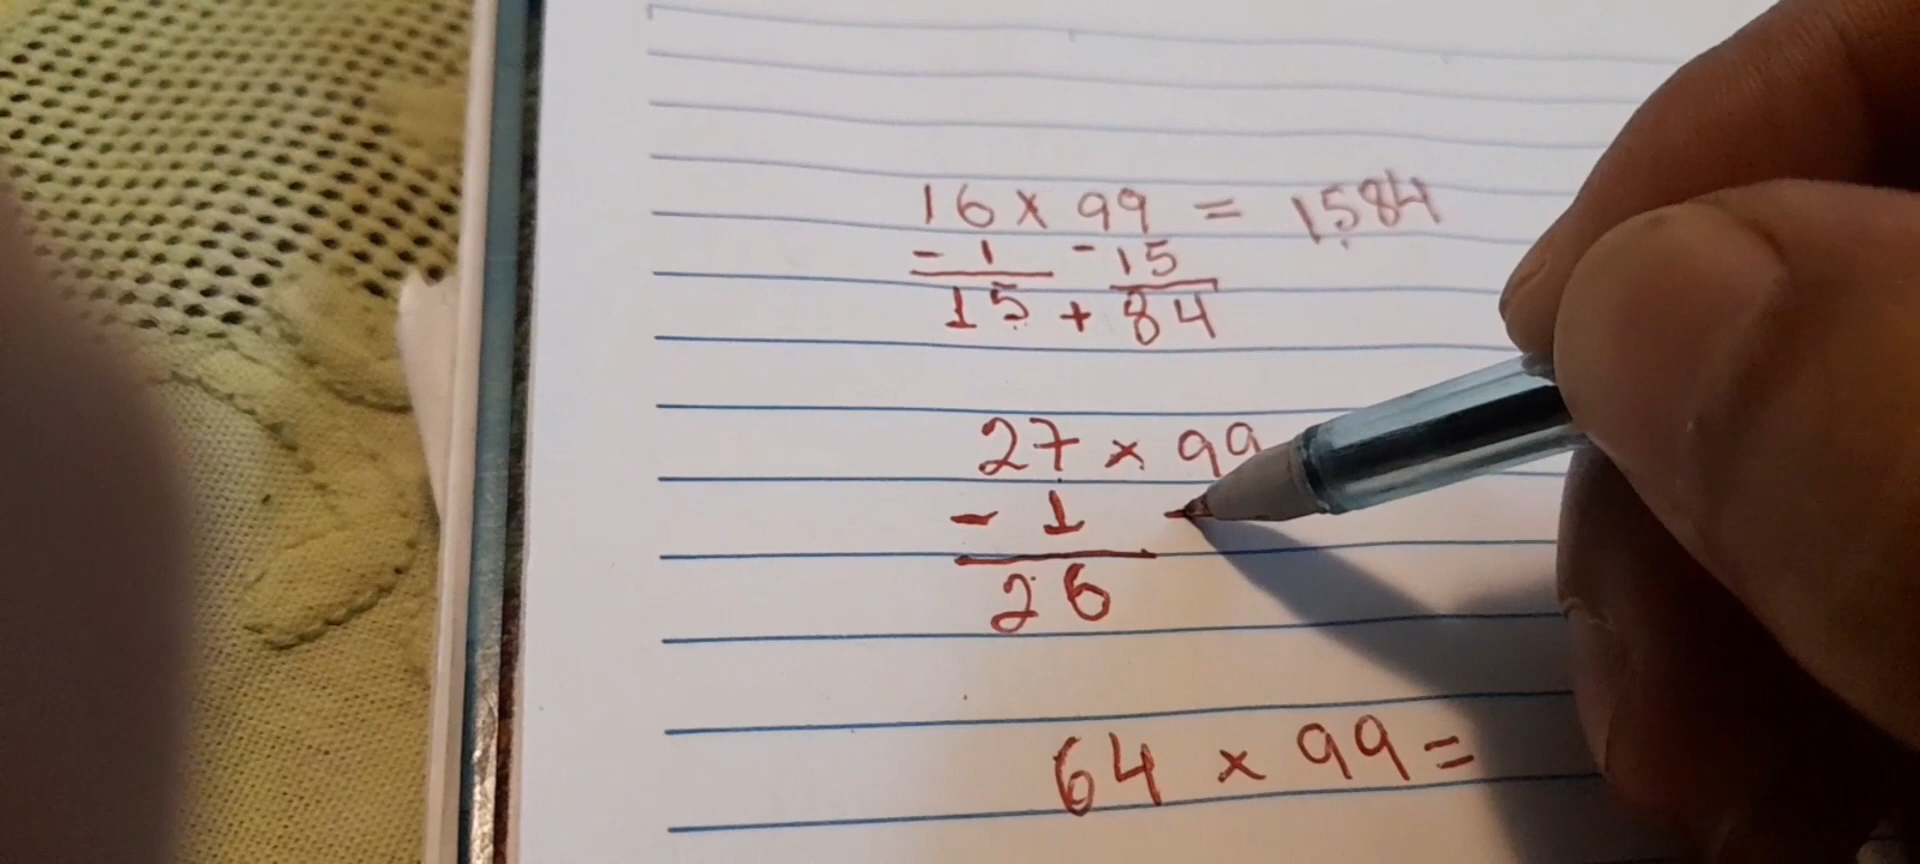 16 × 99 = 1584
- 1 - 15
15 + 84
27 × 99
- 1 -
26
64 × 99 =